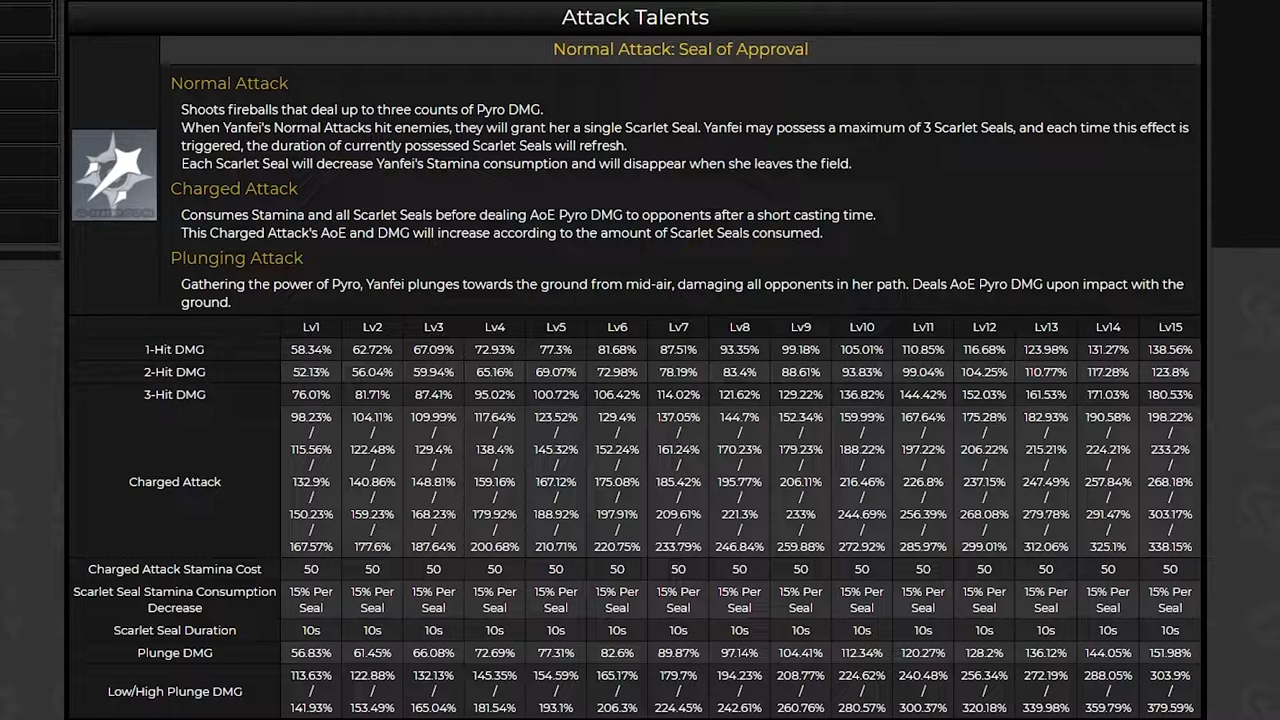 Attack Talents
Normal Attack: Seal of Approval
Normal Attack
Shoots fireballs that deal up to three counts of Pyro DMG.
When Yanfei's Normal Attacks hit enemies, they will grant her a single Scarlet Seal. Yanfei may possess a maximum of 3 Scarlet Seals, and each time this effect is
triggered, the duration of currently possessed Scarlet Seals will refresh.
Each Scarlet Seal will decrease Yanfei's Stamina consumption and will disappear when she leaves the field.
Charged Attack
Consumes Stamina and all Scarlet Seals before dealing AoE Pyro DMG to opponents after a short casting time.
This Charged Attack's AoE and DMG will increase according to the amount of Scarlet Seals consumed.
Plunging Attack
Gathering the power of Pyro, Yanfei plunges towards the ground from mid-air, damaging all opponents in her path. Deals AoE Pyro DMG upon impact with the
ground.
Lv1 Lv2 Lv3 Lv4 Lv5 Lv6 Lv7 Lv8 Lv9 Lv10 Lv11 Lv12 Lv13 Lv14 Lv15
1-Hit DMG 58.34% 62.72% 67.09% 72.93% 77.3% 81.68% 87.51% 93.35% 99.18% 105.01% 110.85% 116.68% 123.98% 131.27% 138.56%
2-Hit DMG 52.13% 56.04% 59.94% 65.16% 69.07% 72.98% 78.19% 83.4% 88.61% 93.83% 99.04% 104.25% 110.77% 117.28% 123.8%
3-Hit DMG 76.01% 81.71% 87.41% 95.02% 100.72% 106.42% 114.02% 121.62% 129.22% 136.82% 144.42% 152.03% 161.53% 171.03% 180.53%
98.23% 104.11% 109.99% 117.64% 123.52% 129.4% 137.05% 144.7% 152.34% 159.99% 167.64% 175.28% 182.93% 190.58% 198.22%
/ / / / / / / / / / / / / / /
115.56% 122.48% 129.4% 138.4% 145.32% 152.24% 161.24% 170.23% 179.23% 188.22% 197.22% 206.22% 215.21% 224.21% 233.2%
/ / / / / / / / / / / / / / /
Charged Attack 132.9% 140.86% 148.81% 159.16% 167.12% 175.08% 185.42% 195.77% 206.11% 216.46% 226.8% 237.15% 247.49% 257.84% 268.18%
/ / / / / / / / / / / / / / /
150.23% 159.23% 168.23% 179.92% 188.92% 197.91% 209.61% 221.3% 233% 244.69% 256.39% 268.08% 279.78% 291.47% 303.17%
/ / / / / / / / / / / / / / /
167.57% 177.6% 187.64% 200.68% 210.71% 220.75% 233.79% 246.84% 259.88% 272.92% 285.97% 299.01% 312.06% 325.1% 338.15%
Charged Attack Stamina Cost 50 50 50 50 50 50 50 50 50 50 50 50 50 50 50
Scarlet Seal Stamina Consumption 15% Per 15% Per 15% Per 15% Per 15% Per 15% Per 15% Per 15% Per 15% Per 15% Per 15% Per 15% Per 15% Per 15% Per 15% Per
Decrease Seal Seal Seal Seal Seal Seal Seal Seal Seal Seal Seal Seal Seal Seal Seal
Scarlet Seal Duration 10s 10s 10s 10s 10s 10s 10s 10s 10s 10s 10s 10s 10s 10s 10s
Plunge DMG 56.83% 61.45% 66.08% 72.69% 77.31% 82.6% 89.87% 97.14% 104.41% 112.34% 120.27% 128.2% 136.12% 144.05% 151.98%
113.63% 122.88% 132.13% 145.35% 154.59% 165.17% 179.7% 194.23% 208.77% 224.62% 240.48% 256.34% 272.19% 288.05% 303.9%
Low/High Plunge DMG / / / / / / / / / / / / / / /
141.93% 153.49% 165.04% 181.54% 193.1% 206.3% 224.45% 242.61% 260.76% 280.57% 300.37% 320.18% 339.98% 359.79% 379.59%